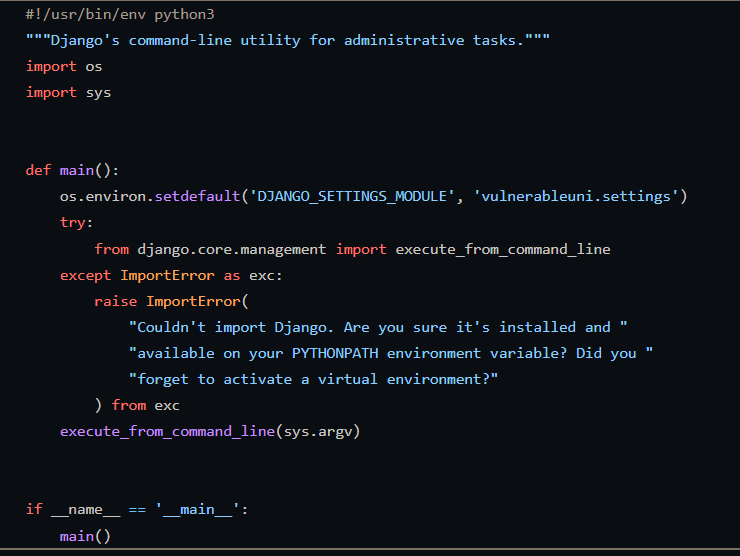 #!/usr/bin/env python3
"""Django's command-line utility for administrative tasks."""
import os
import sys


def main():
    os.environ.setdefault('DJANGO_SETTINGS_MODULE', 'vulnerableuni.settings')
    try:
        from django.core.management import execute_from_command_line
    except ImportError as exc:
        raise ImportError(
            "Couldn't import Django. Are you sure it's installed and "
            "available on your PYTHONPATH environment variable? Did you "
            "forget to activate a virtual environment?"
        ) from exc
    execute_from_command_line(sys.argv)


if __name__ == '__main__':
    main()